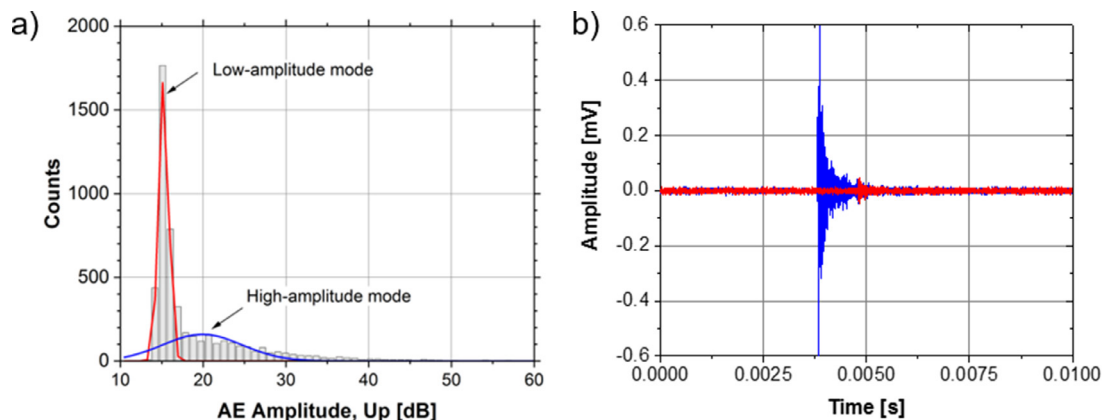 a)
2000
1500
1000
500
0
Counts
Low-amplitude mode
High-amplitude mode
10 20 30 40 50 60
AE Amplitude, Up [dB]
b)
0.6
0.4
0.2
0.0
-0.2
-0.4
-0.6
Amplitude [mV]
0.0000 0.0025 0.0050 0.0075 0.0100
Time [s]